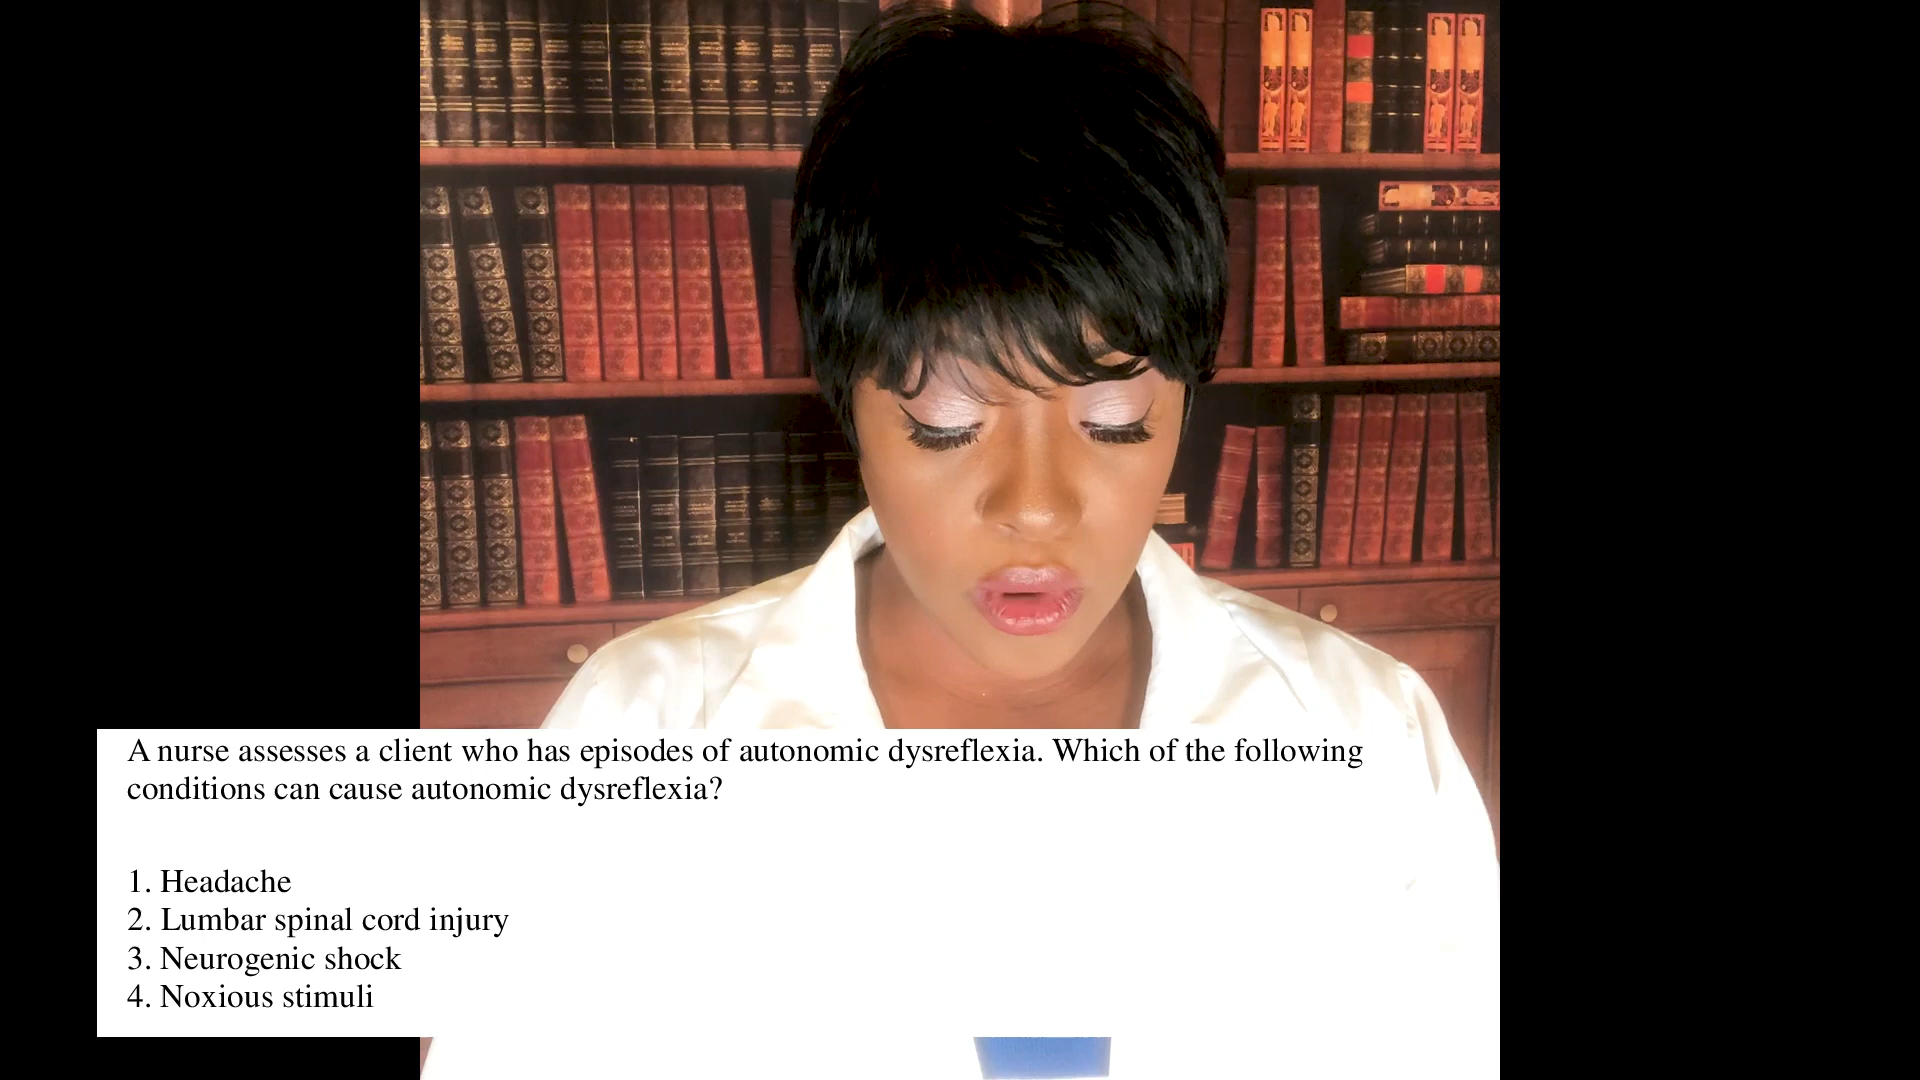 A nurse assesses a client who has episodes of autonomic dysreflexia. Which of the following
conditions can cause autonomic dysreflexia?
1. Headache
2. Lumbar spinal cord injury
3. Neurogenic shock
4. Noxious stimuli